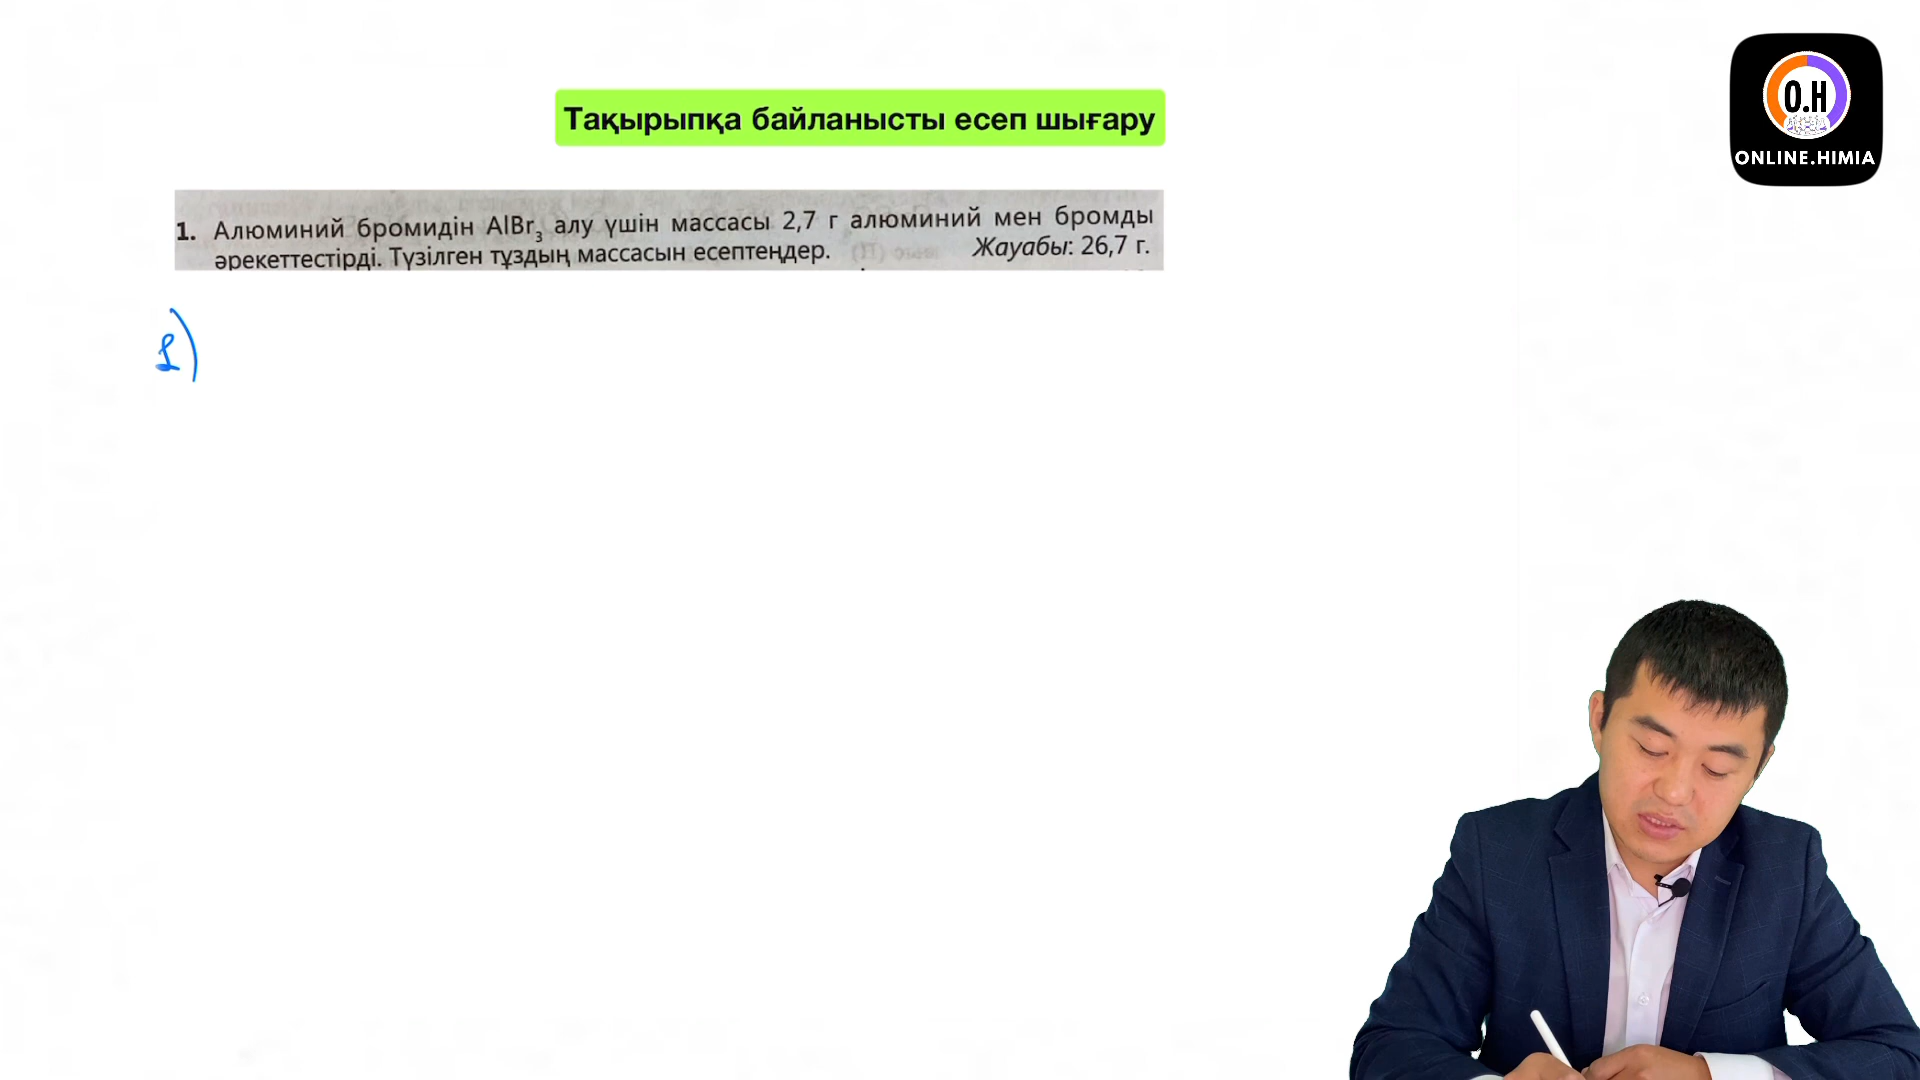 Тақырыпқа байланысты есеп шығару
O.H
ONLINE.HIMIA
1. Алюминий бромидін AlBr₃ алу үшін массасы 2,7 г алюминий мен бромды
әрекеттестірді. Түзілген тұздың массасын есептеңдер. Жауабы: 26,7 г.
1)